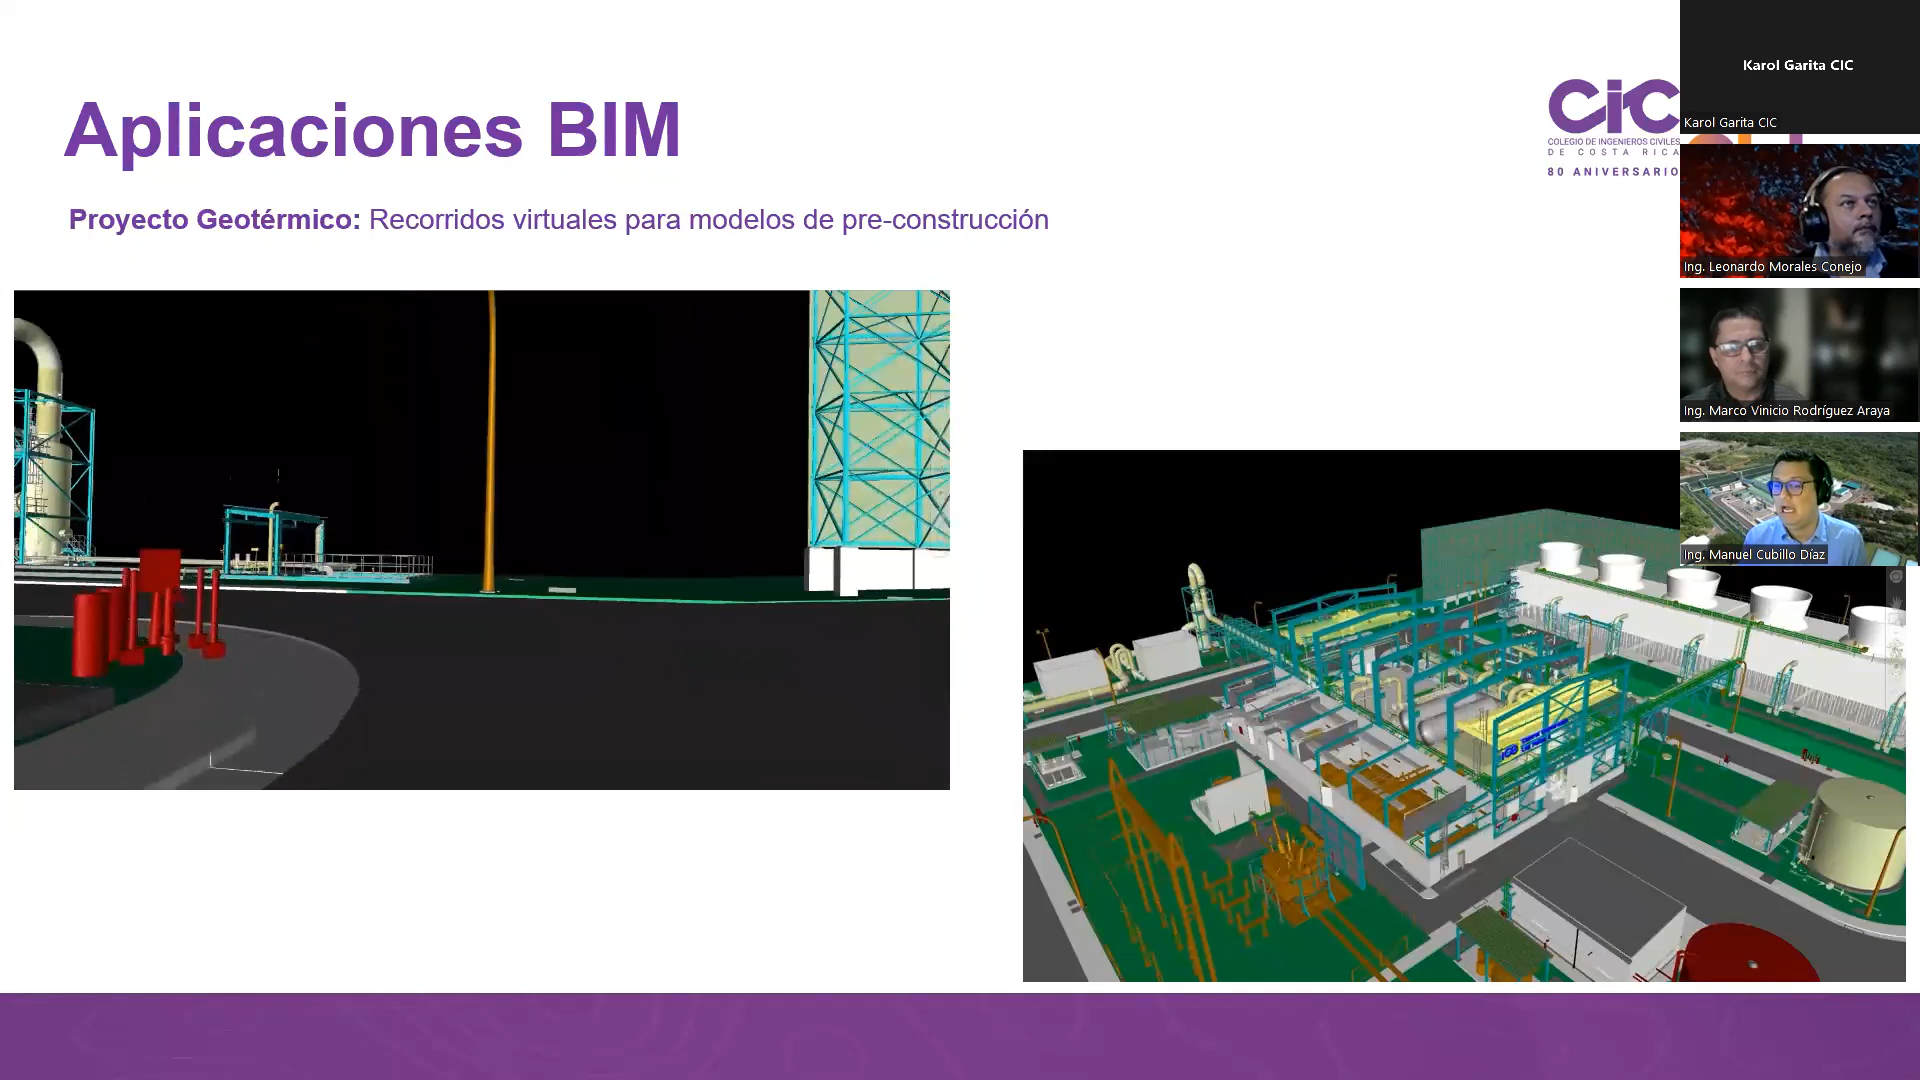 Aplicaciones BIM
Proyecto Geotérmico: Recorridos virtuales para modelos de pre-construcción
CIC
COLEGIO DE INGENIEROS CIVILES
DE COSTA RICA
80 ANIVERSARIO
Karol Garita CIC
Karol Garita CIC
Ing. Leonardo Morales Conejo
Ing. Marco Vinicio Rodríguez Araya
Ing. Manuel Cubillo Díaz